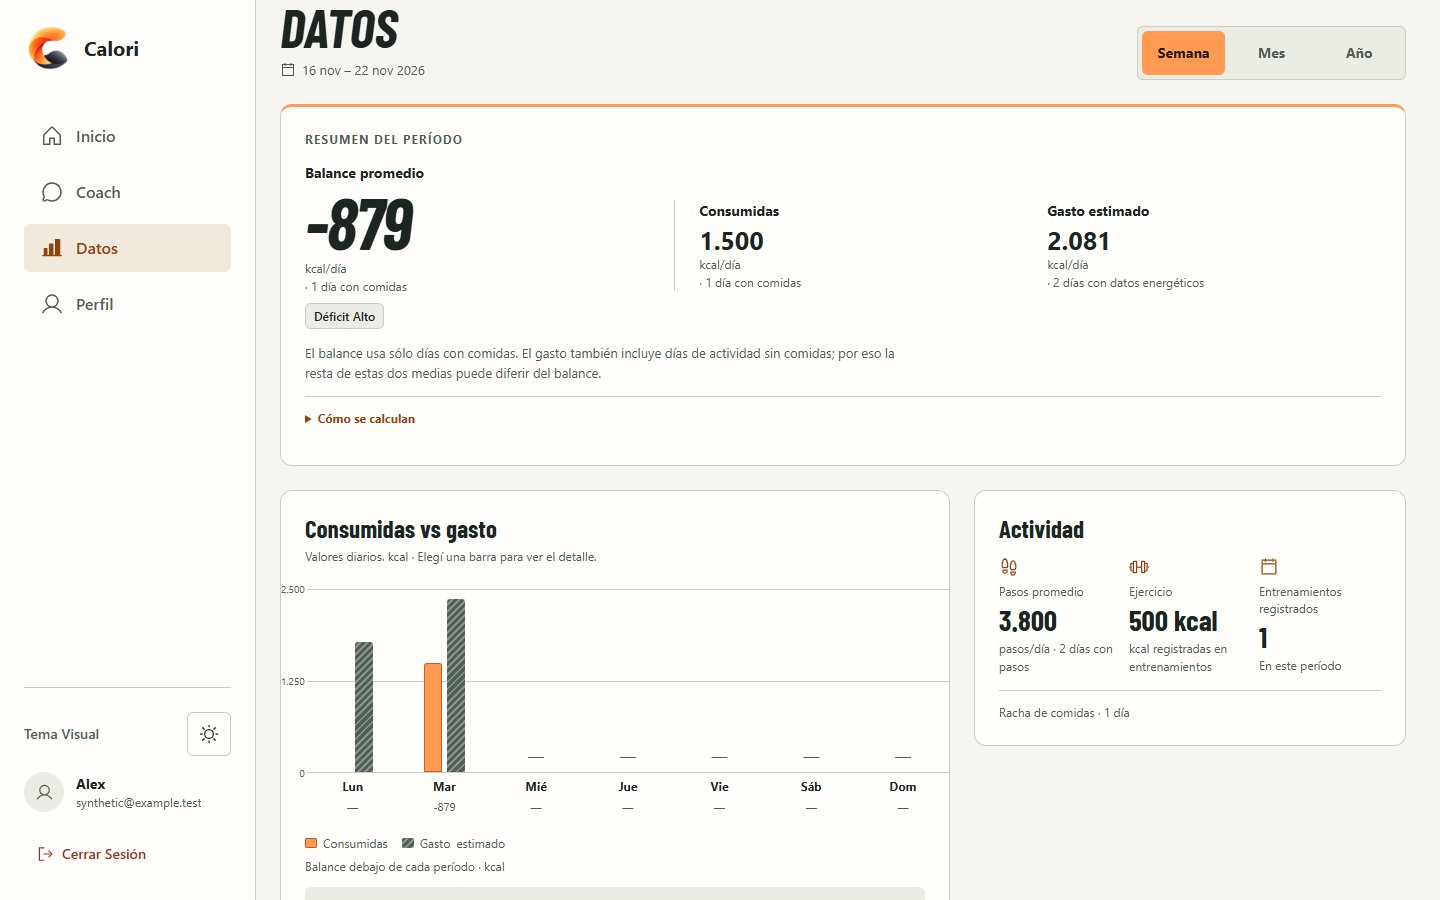 Calori
Inicio
Coach
Datos
Perfil
Tema Visual
Alex
synthetic@example.test
Cerrar Sesión
DATOS
16 nov – 22 nov 2026
Semana
Mes
Año
RESUMEN DEL PERÍODO
Balance promedio
-879
kcal/día
· 1 día con comidas
Déficit Alto
Consumidas
1.500
kcal/día
· 1 día con comidas
Gasto estimado
2.081
kcal/día
· 2 días con datos energéticos
El balance usa sólo días con comidas. El gasto también incluye días de actividad sin comidas; por eso la
resta de estas dos medias puede diferir del balance.
Cómo se calculan
Consumidas vs gasto
Valores diarios. kcal · Elegí una barra para ver el detalle.
2.500
1.250
0
— — — — —
Lun Mar Mié Jue Vie Sáb Dom
— -879 — — — — —
Consumidas Gasto estimado
Balance debajo de cada período · kcal
Actividad
Pasos promedio
3.800
pasos/día · 2 días con
pasos
Ejercicio
500 kcal
kcal registradas en
entrenamientos
Entrenamientos
registrados
1
En este período
Racha de comidas · 1 día